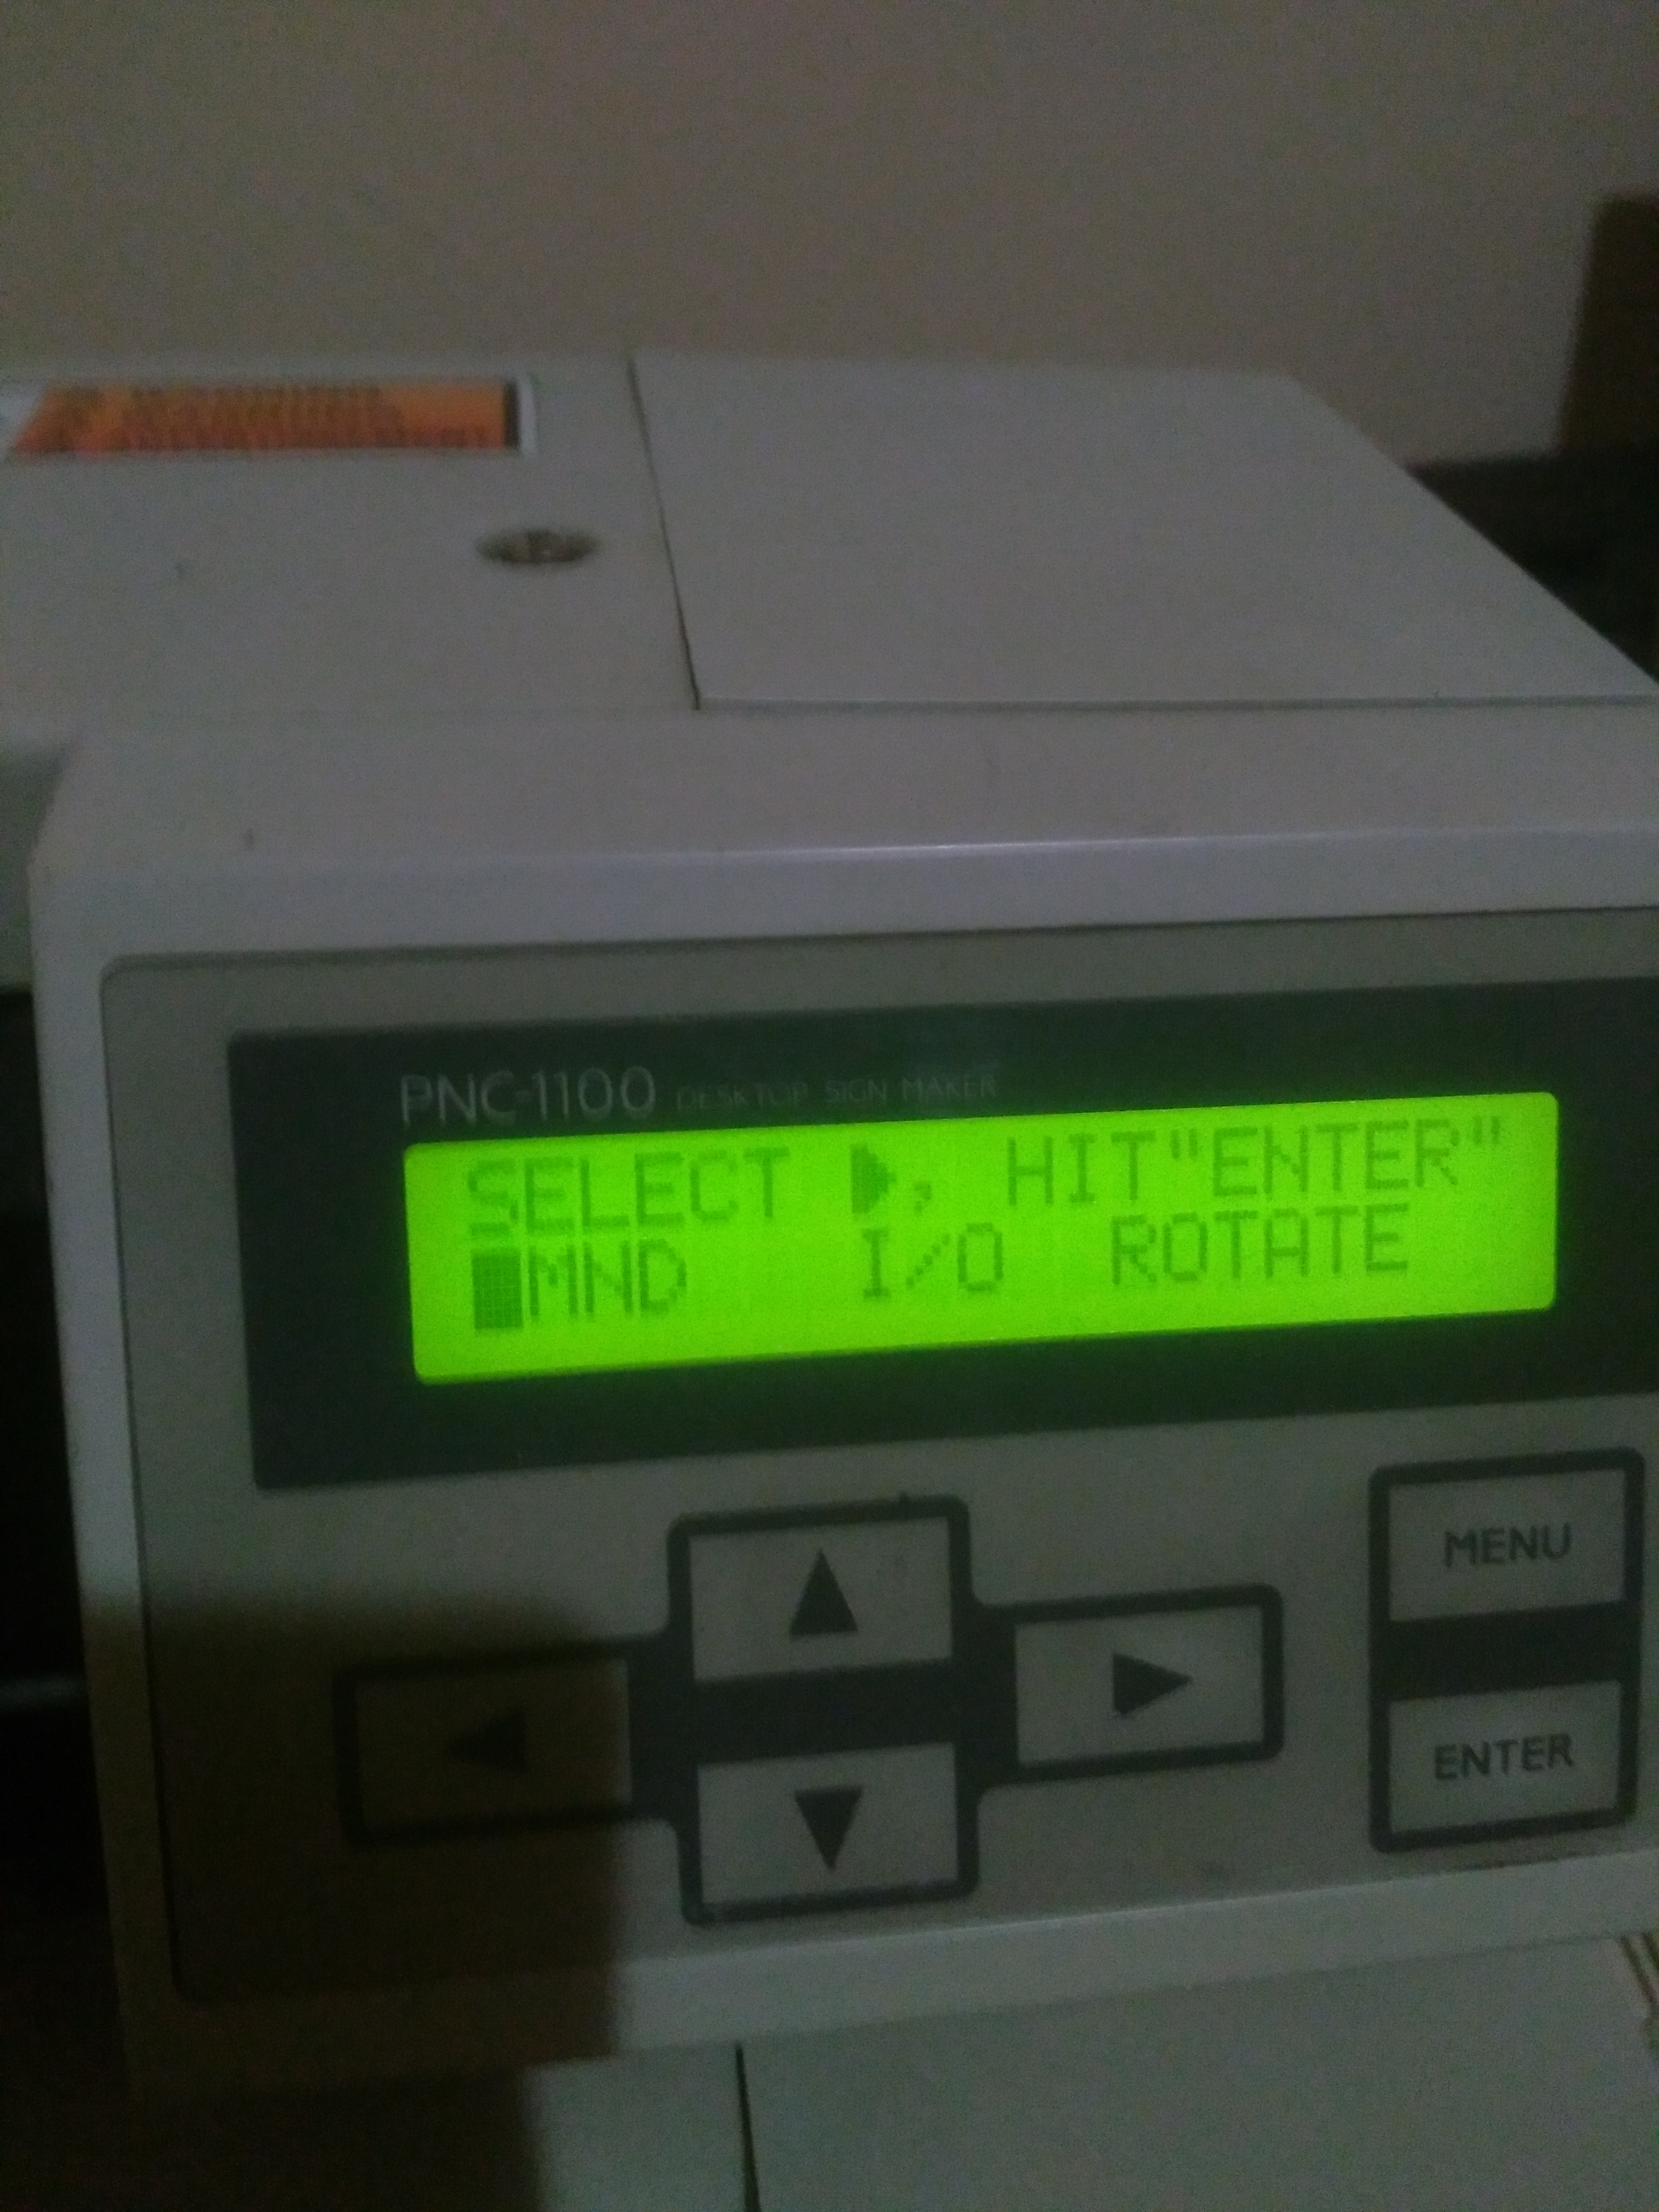 PNC-1100 DESKTOP SIGN MAKER
SELECT ▶, HIT"ENTER"
█MND I/O ROTATE
MENU
ENTER